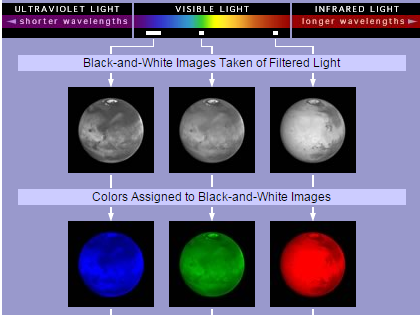 ULTRAVIOLET LIGHT VISIBLE LIGHT INFRARED LIGHT
shorter wavelengths longer wavelengths
Black-and-White Images Taken of Filtered Light
Colors Assigned to Black-and-White Images